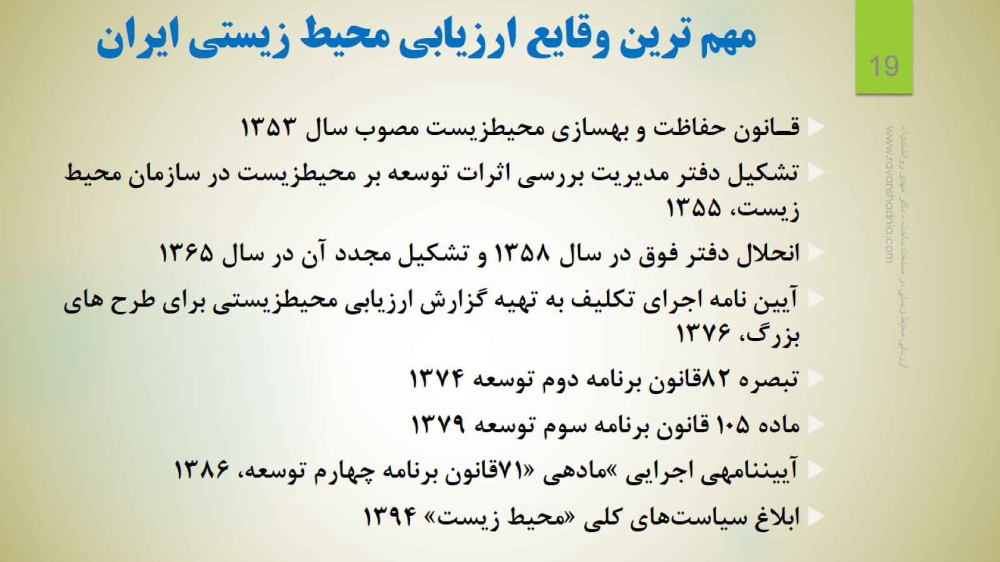 مهم ترین وقایع ارزیابی محیط زیستی ایران
19
قــانون حفاظت و بهسازی محیطزیست مصوب سال ۱۳۵۳
تشکیل دفتر مدیریت بررسی اثرات توسعه بر محیطزیست در سازمان محیط
زیست، ۱۳۵۵
انحلال دفتر فوق در سال ۱۳۵۸ و تشکیل مجدد آن در سال ۱۳۶۵
آیین نامه اجرای تکلیف به تهیه گزارش ارزیابی محیطزیستی برای طرح های
بزرگ، ۱۳۷۶
تبصره ۸۲قانون برنامه دوم توسعه ۱۳۷۴
ماده ۱۰۵ قانون برنامه سوم توسعه ۱۳۷۹
آییننامهی اجرایی »مادهی «۷۱قانون برنامه چهارم توسعه، ۱۳۸۶
ابلاغ سیاست‌های کلی «محیط زیست» ۱۳۹۴
ارزیابی محیط زیستی در صنعت ساخت - دکتر مهدی روانشادنیا -
www.ravanshadnia.com